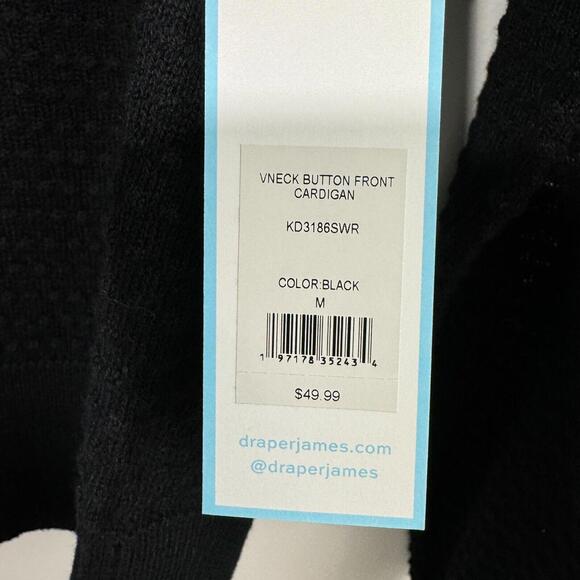 VNECK BUTTON FRONT
CARDIGAN
KD3186SWR
COLOR:BLACK
M
1 97178 35243 4
$49.99
draperjames.com
@draperjames